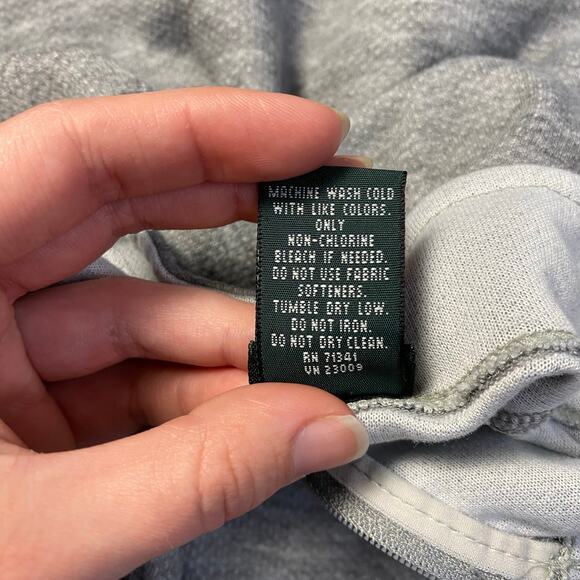 MACHINE WASH COLD
WITH LIKE COLORS.
ONLY
NON-CHLORINE
BLEACH IF NEEDED.
DO NOT USE FABRIC
SOFTENERS.
TUMBLE DRY LOW.
DO NOT IRON.
DO NOT DRY CLEAN.
RN 71341
VN 23009